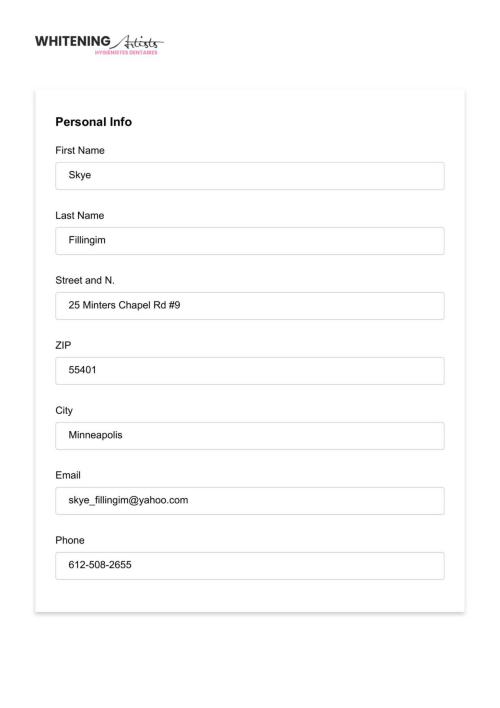 WHITENING Artists
HYGIÉNISTES DENTAIRES
Personal Info
First Name
Skye
Last Name
Fillingim
Street and N.
25 Minters Chapel Rd #9
ZIP
55401
City
Minneapolis
Email
skye_fillingim@yahoo.com
Phone
612-508-2655